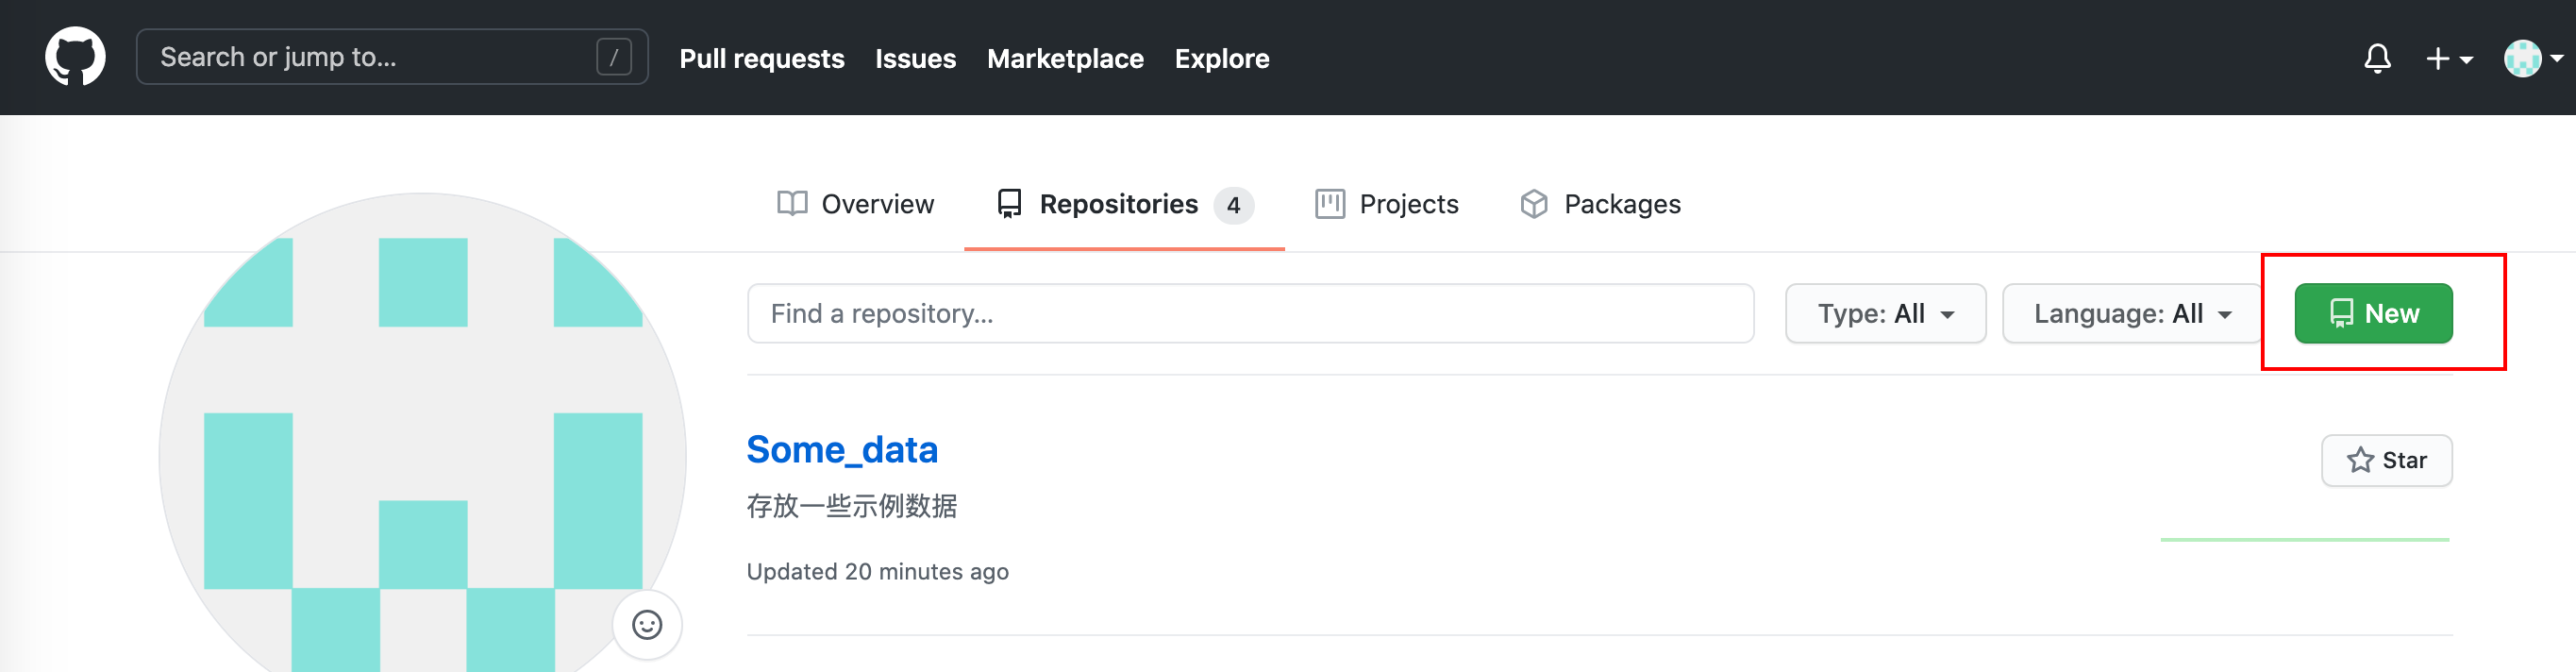 Search or jump to... /
Pull requests Issues Marketplace Explore
Overview Repositories 4 Projects Packages
Find a repository... Type: All Language: All New
Some_data
Star
存放一些示例数据
Updated 20 minutes ago